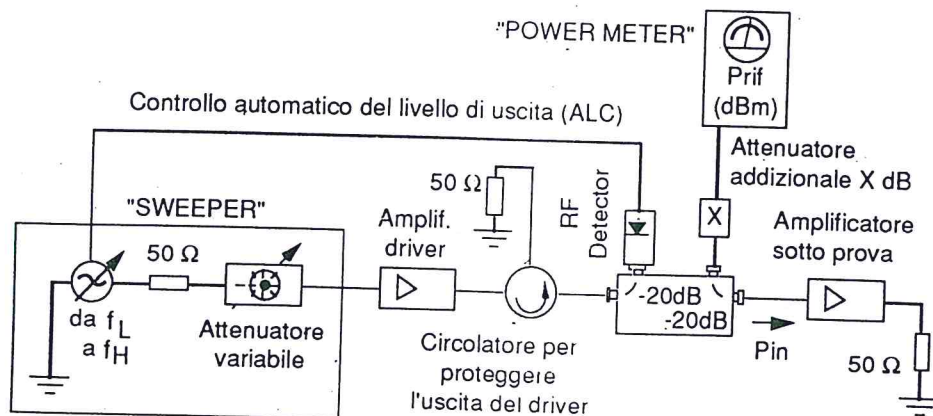 "POWER METER"
Prif
(dBm)
Controllo automatico del livello di uscita (ALC)
Attenuatore
addizionale X dB
50 Ω
RF
Detector
"SWEEPER"
Amplif.
driver
X
Amplificatore
sotto prova
50 Ω
-20dB
-20dB
da fL
a fH
Attenuatore
variabile
Circolatore per
proteggere
l'uscita del driver
Pin
50 Ω